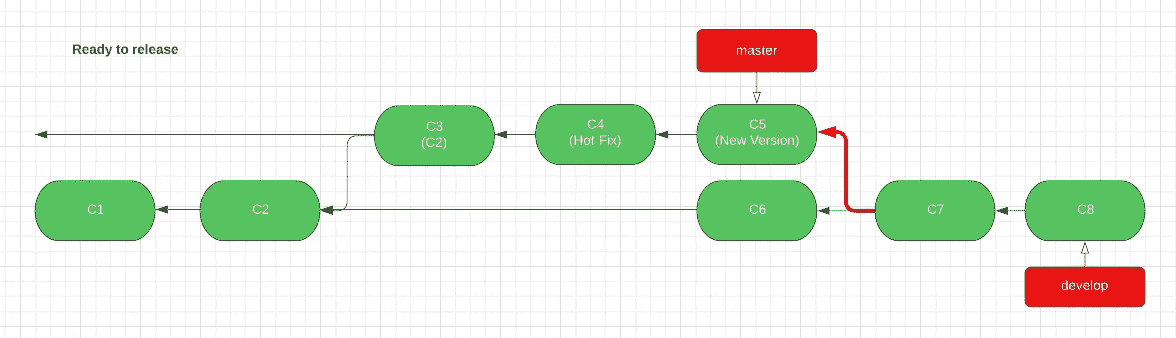 Ready to release
master
C3
(C2)
C4
(Hot Fix)
C5
(New Version)
C1
C2
C6
C7
C8
develop